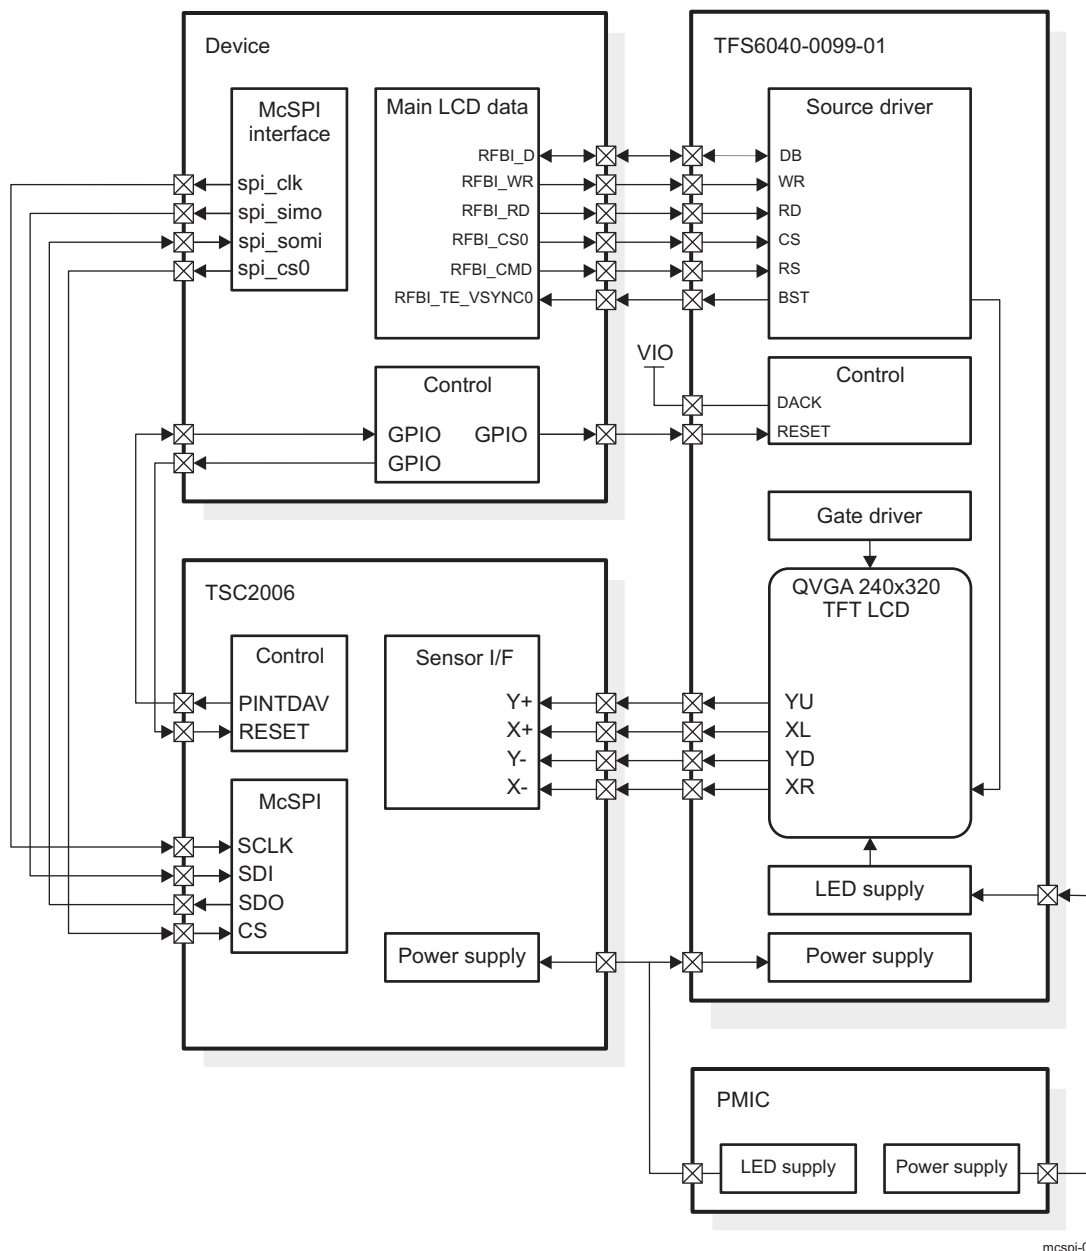 Device
McSPI
interface
spi_clk
spi_simo
spi_somi
spi_cs0
Main LCD data
RFBI_D
RFBI_WR
RFBI_RD
RFBI_CS0
RFBI_CMD
RFBI_TE_VSYNC0
Control
GPIO GPIO
GPIO
TFS6040-0099-01
Source driver
DB
WR
RD
CS
RS
BST
VIO
Control
DACK
RESET
Gate driver
QVGA 240x320
TFT LCD
YU
XL
YD
XR
LED supply
Power supply
TSC2006
Control
PINTDAV
RESET
Sensor I/F
Y+
X+
Y-
X-
McSPI
SCLK
SDI
SDO
CS
Power supply
PMIC
LED supply
Power supply